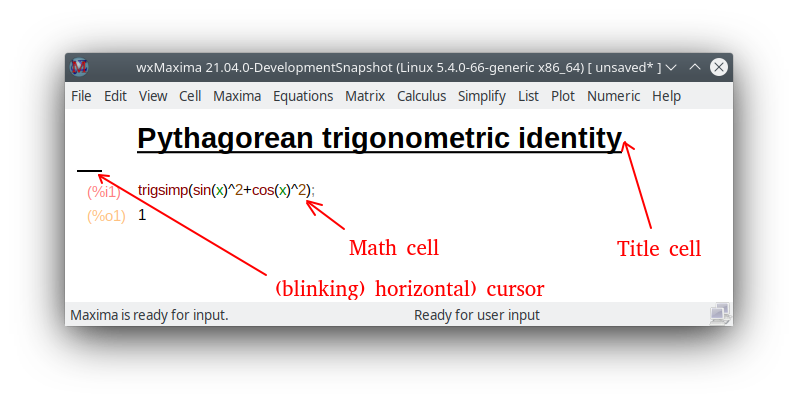 wxMaxima 21.04.0-DevelopmentSnapshot (Linux 5.4.0-66-generic x86_64) [ unsaved* ]
File Edit View Cell Maxima Equations Matrix Calculus Simplify List Plot Numeric Help
Pythagorean trigonometric identity
(%i1) trigsimp(sin(x)^2+cos(x)^2);
(%o1) 1
Math cell
Title cell
(blinking) horizontal) cursor
Maxima is ready for input. Ready for user input